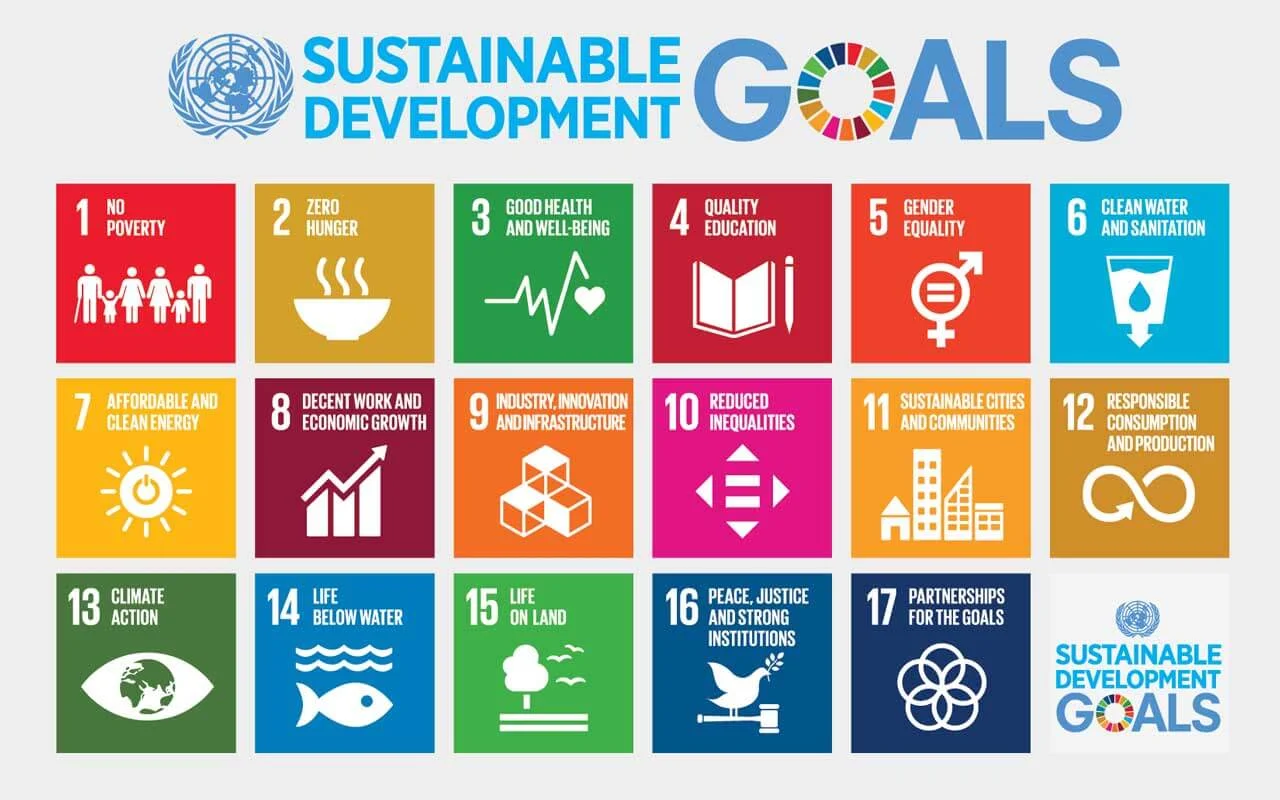 SUSTAINABLE
DEVELOPMENT
GOALS
1 NO
POVERTY
2 ZERO
HUNGER
3 GOOD HEALTH
AND WELL-BEING
4 QUALITY
EDUCATION
5 GENDER
EQUALITY
6 CLEAN WATER
AND SANITATION
7 AFFORDABLE AND
CLEAN ENERGY
8 DECENT WORK AND
ECONOMIC GROWTH
9 INDUSTRY, INNOVATION
AND INFRASTRUCTURE
10 REDUCED
INEQUALITIES
11 SUSTAINABLE CITIES
AND COMMUNITIES
12 RESPONSIBLE
CONSUMPTION
AND PRODUCTION
13 CLIMATE
ACTION
14 LIFE
BELOW WATER
15 LIFE
ON LAND
16 PEACE, JUSTICE
AND STRONG
INSTITUTIONS
17 PARTNERSHIPS
FOR THE GOALS
SUSTAINABLE
DEVELOPMENT
GOALS